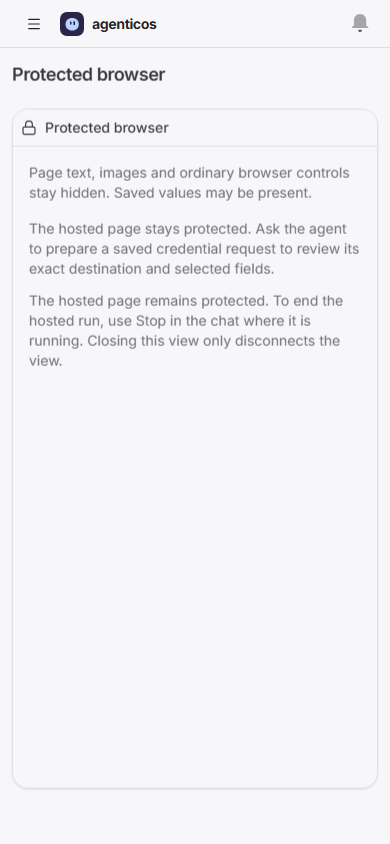 agenticos
Protected browser
Protected browser
Page text, images and ordinary browser controls
stay hidden. Saved values may be present.
The hosted page stays protected. Ask the agent
to prepare a saved credential request to review its
exact destination and selected fields.
The hosted page remains protected. To end the
hosted run, use Stop in the chat where it is
running. Closing this view only disconnects the
view.